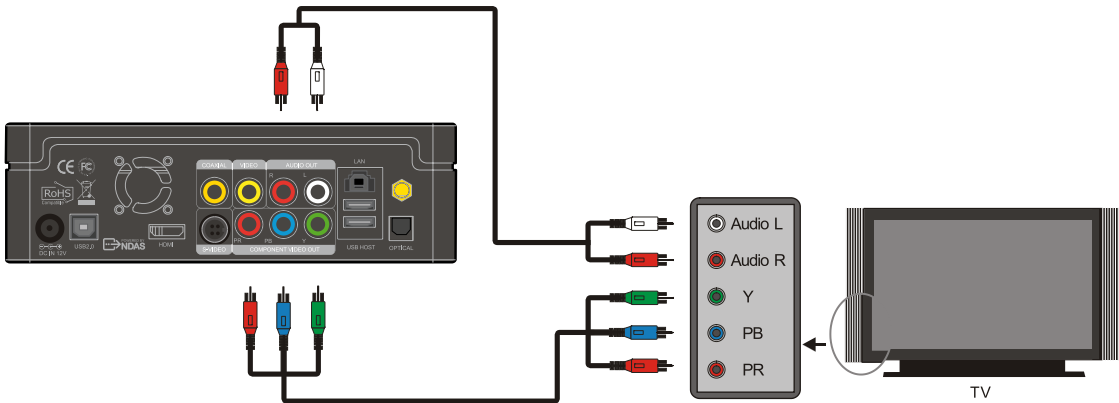 COAXIAL
VIDEO
AUDIO OUT
LAN
R
L
CE
FC
RoHS
Compatible
DC IN 12V
USB2.0
NDAS
HDMI
S-VIDEO
PR
PB
Y
COMPONENT VIDEO OUT
USB HOST
OPTICAL
Audio L
Audio R
Y
PB
PR
TV